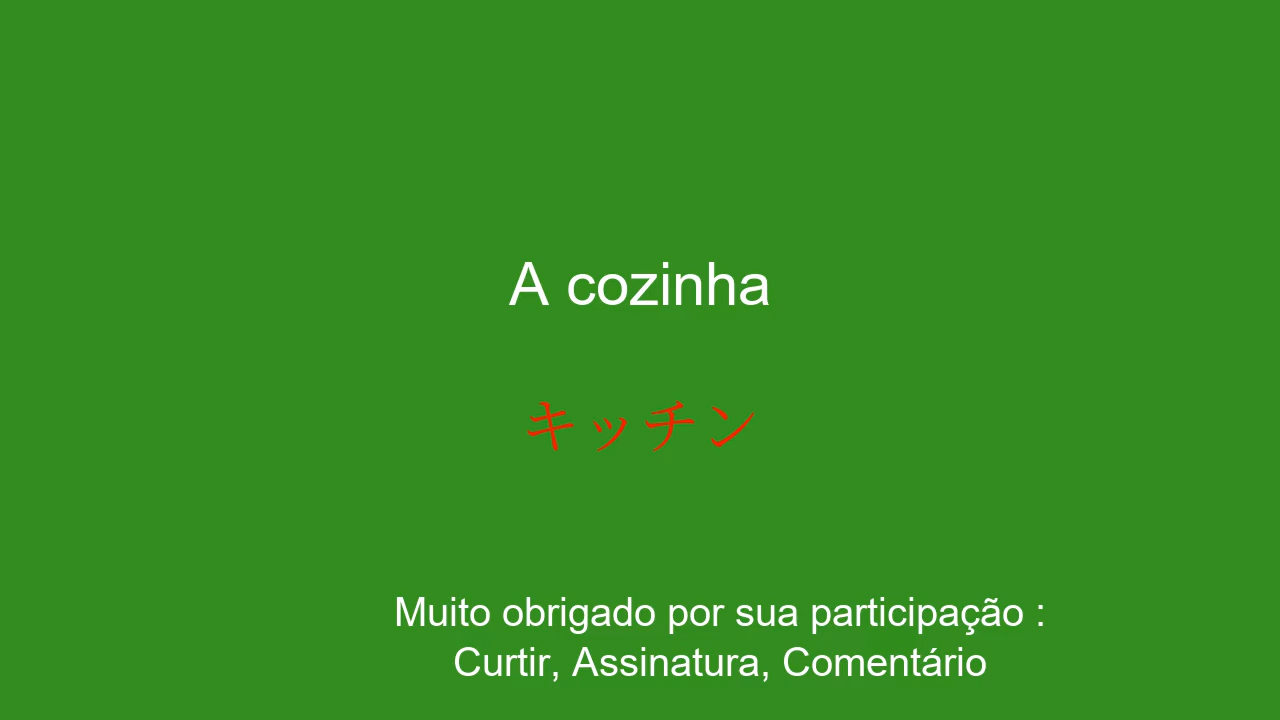 A cozinha
キッチン
Muito obrigado por sua participação :
Curtir, Assinatura, Comentário